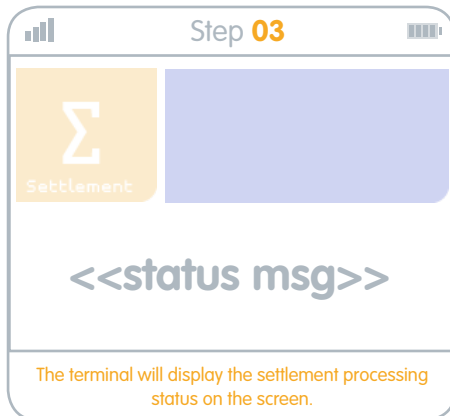 Step 03
Settlement
<<status msg>>
The terminal will display the settlement processing
status on the screen.